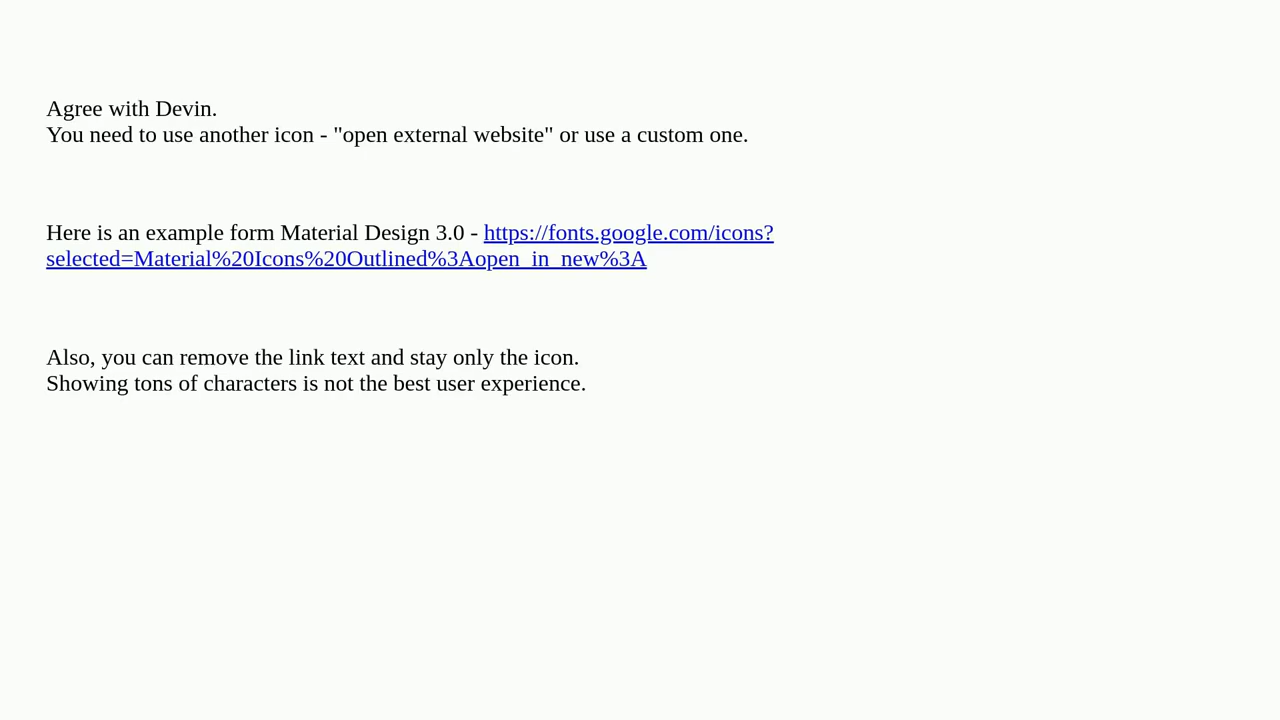 Agree with Devin.
You need to use another icon - "open external website" or use a custom one.
Here is an example form Material Design 3.0 - https://fonts.google.com/icons?
selected=Material%20Icons%20Outlined%3Aopen_in_new%3A
Also, you can remove the link text and stay only the icon.
Showing tons of characters is not the best user experience.